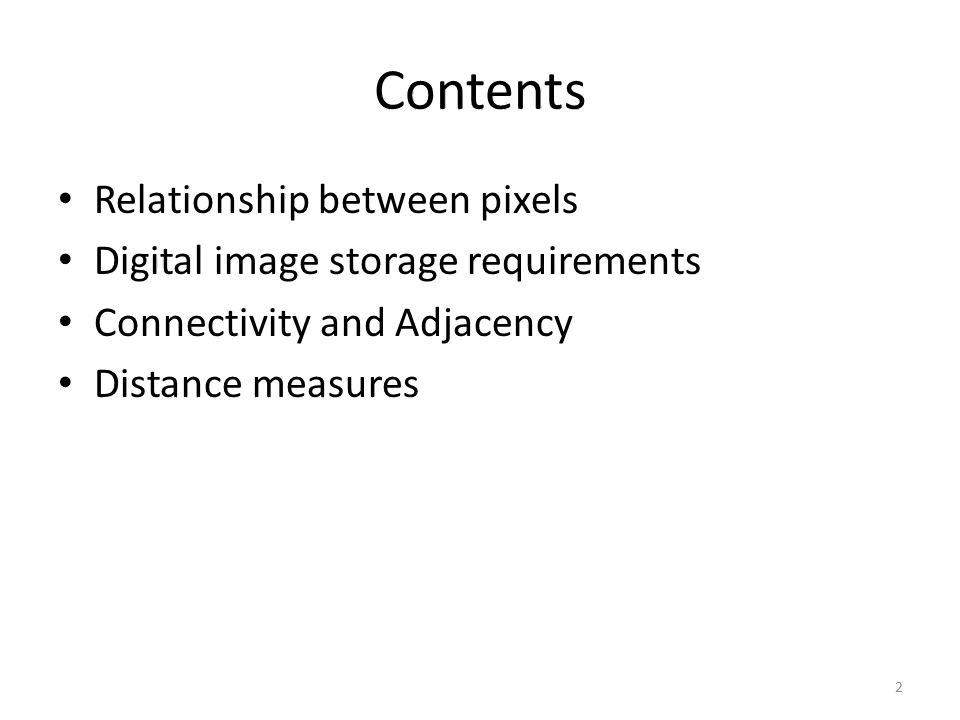 Contents
• Relationship between pixels
• Digital image storage requirements
• Connectivity and Adjacency
• Distance measures
2